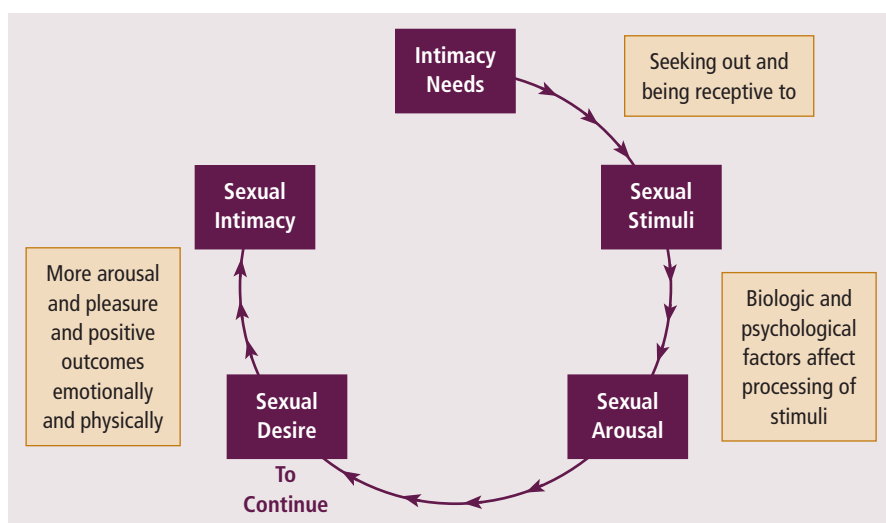 Intimacy
Needs
Seeking out and
being receptive to
Sexual
Stimuli
Biologic and
psychological
factors affect
processing of
stimuli
Sexual
Arousal
Sexual
Desire
To
Continue
More arousal
and pleasure
and positive
outcomes
emotionally
and physically
Sexual
Intimacy